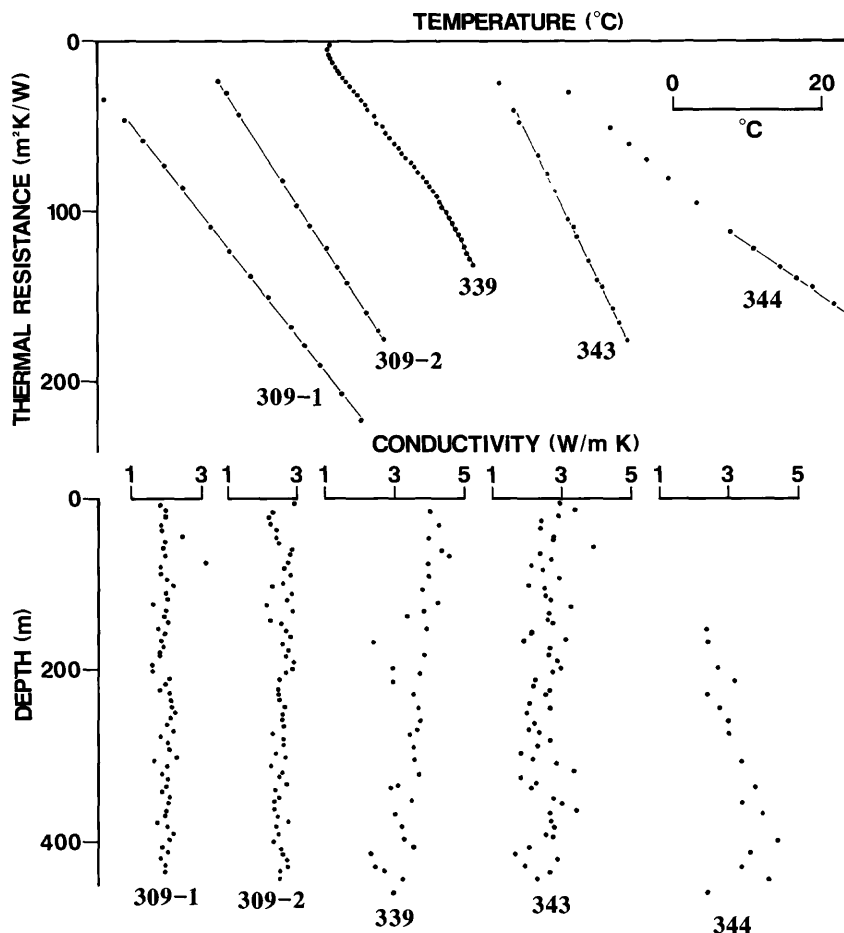 TEMPERATURE (°C)
0
100
200
THERMAL RESISTANCE (m²K/W)
0 20
°C
309-1
309-2
339
343
344
CONDUCTIVITY (W/m K)
1 3
1 3
1 3 5
1 3 5
1 3 5
0
200
400
DEPTH (m)
309-1
309-2
339
343
344